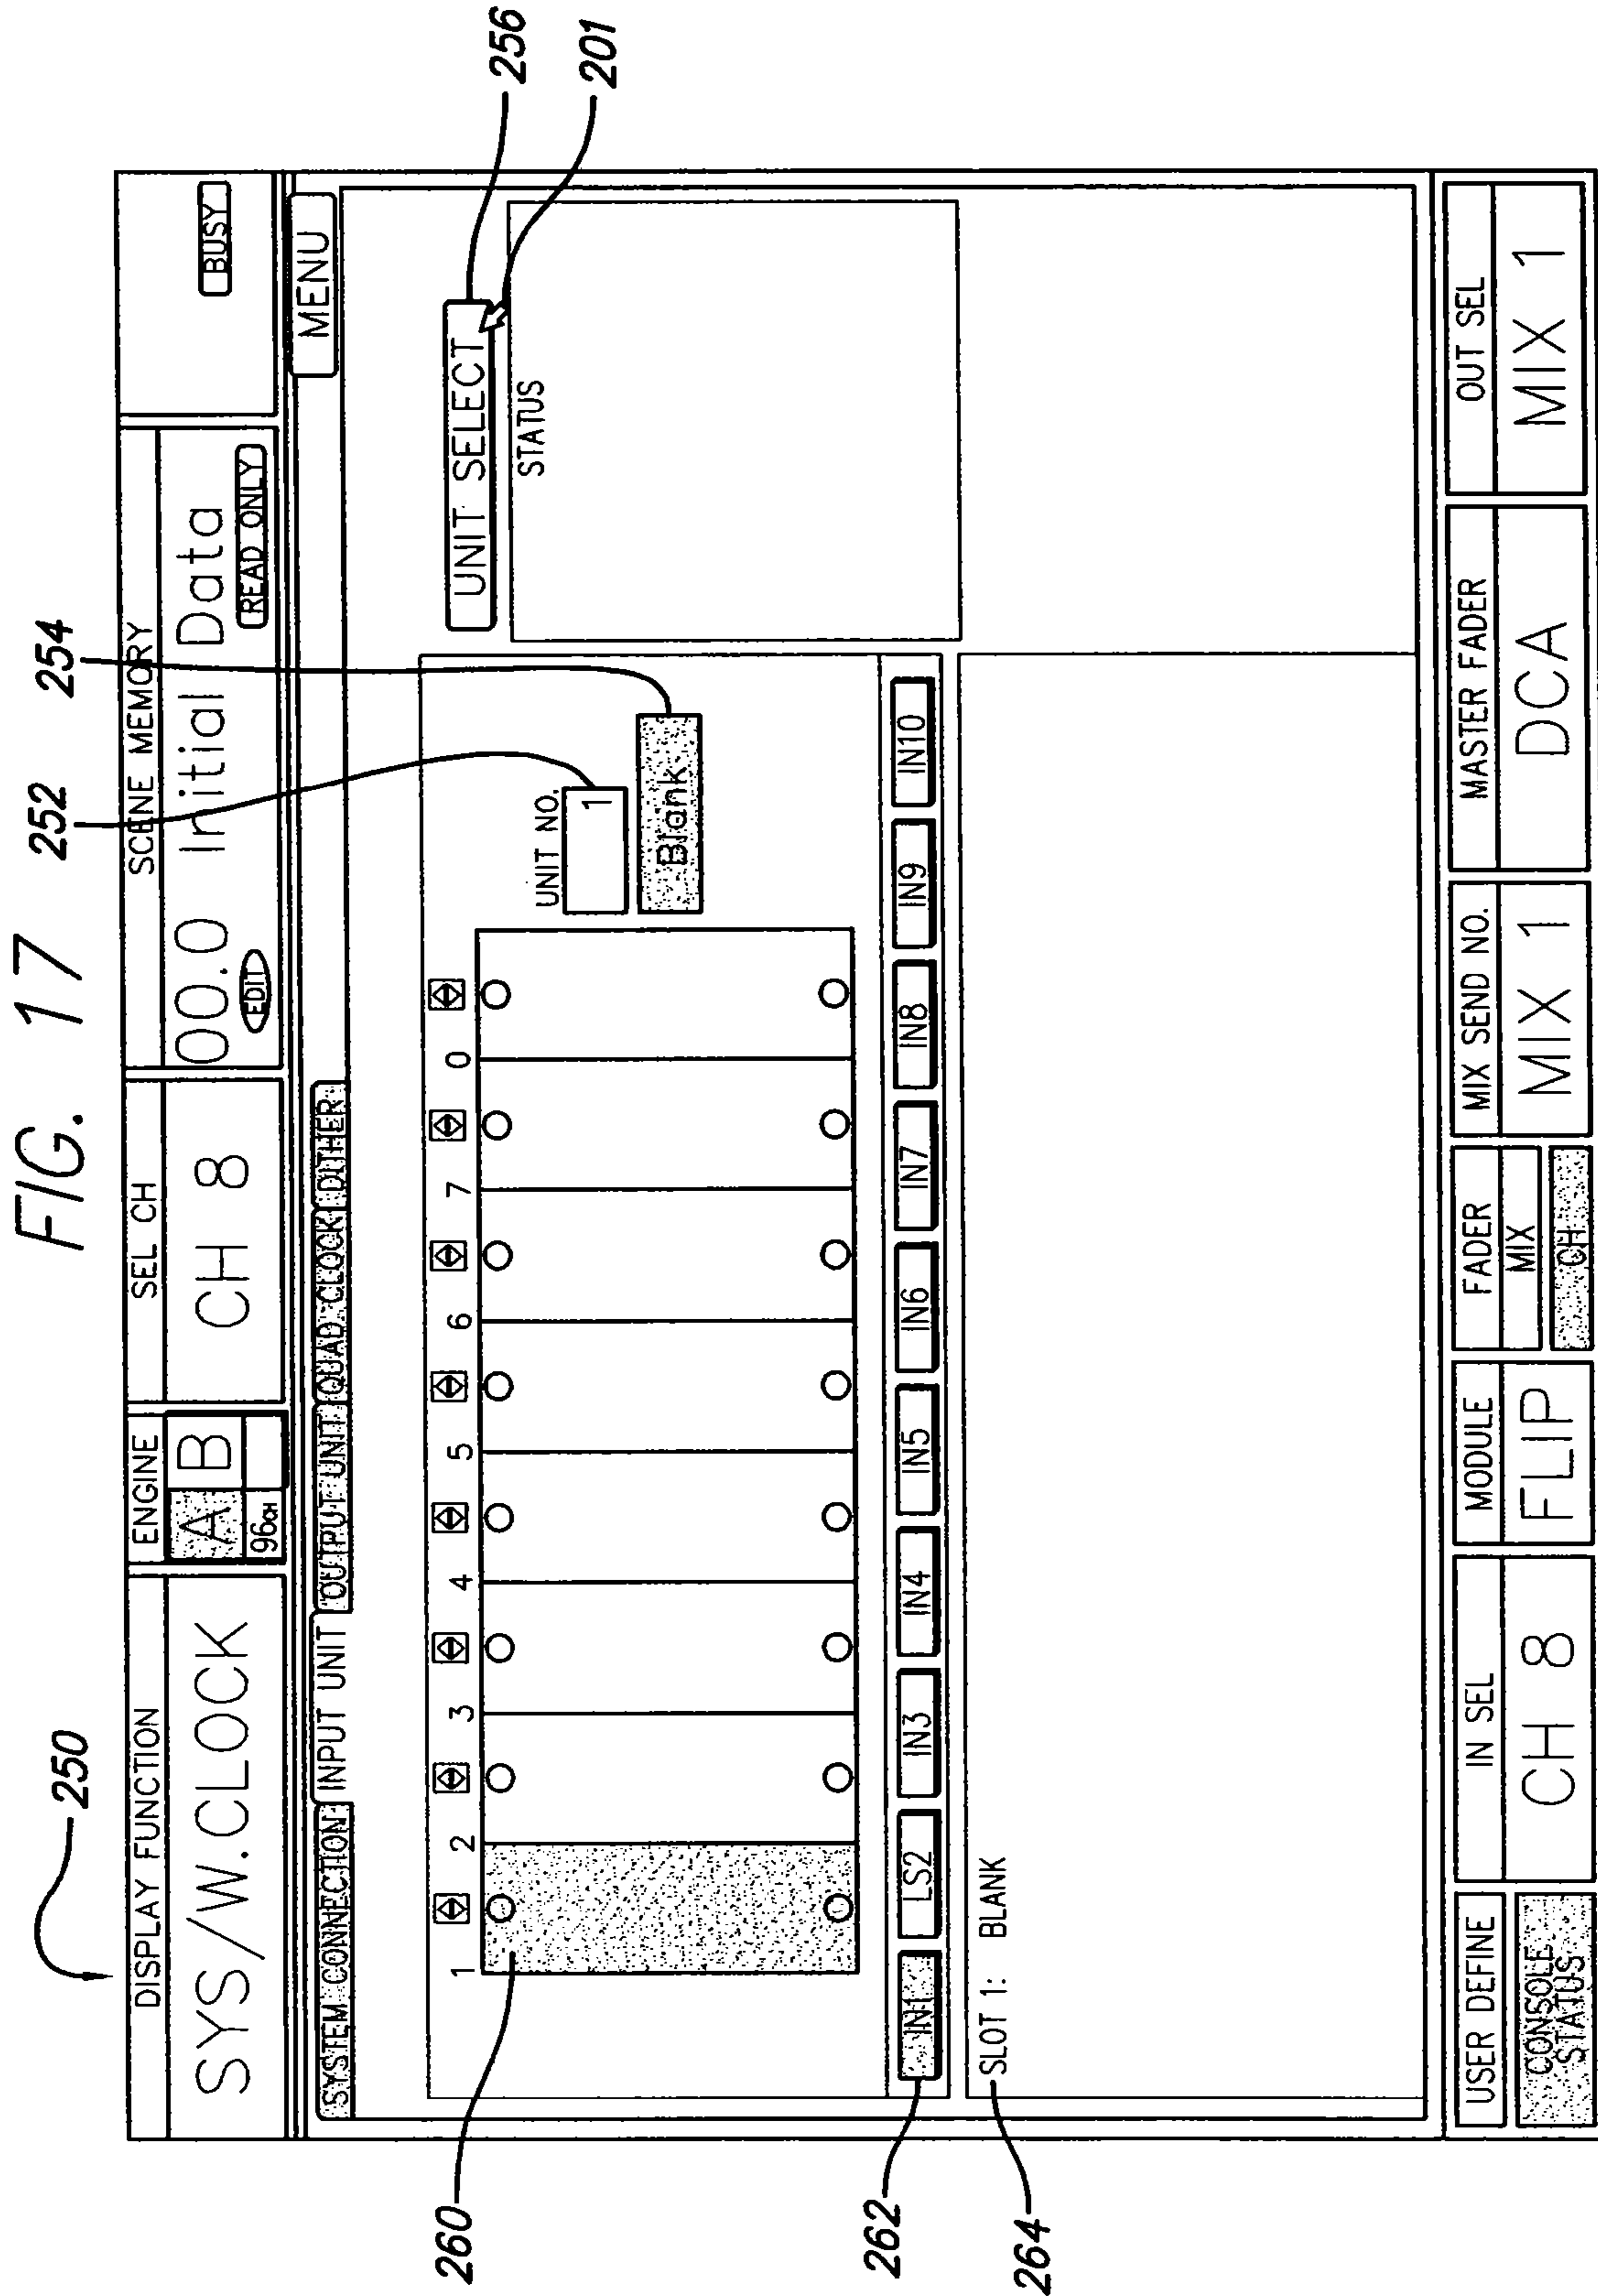 FIG. 17
250
252
254
256
201
DISPLAY FUNCTION
SYS/W.CLOCK
ENGINE
A B
96CH
SEL CH
CH 8
SCENE MEMORY
00.0 Initial Data
EDIT
READ ONLY
BUSY
SYSTEM CONNECTION
INPUT UNIT
OUTPUT UNIT
QUAD CLOCK
DITHER
MENU
1 2 3 4 5 6 7 0
UNIT NO.
1
Blank
UNIT SELECT
STATUS
260
262
IN1 LS2 IN3 IN4 IN5 IN6 IN7 IN8 IN9 IN10
264
SLOT 1: BLANK
USER DEFINE
CONSOLE
STATUS
IN SEL
CH 8
MODULE
FLIP
FADER
MIX
CH
MIX SEND NO.
MIX 1
MASTER FADER
DCA
OUT SEL
MIX 1